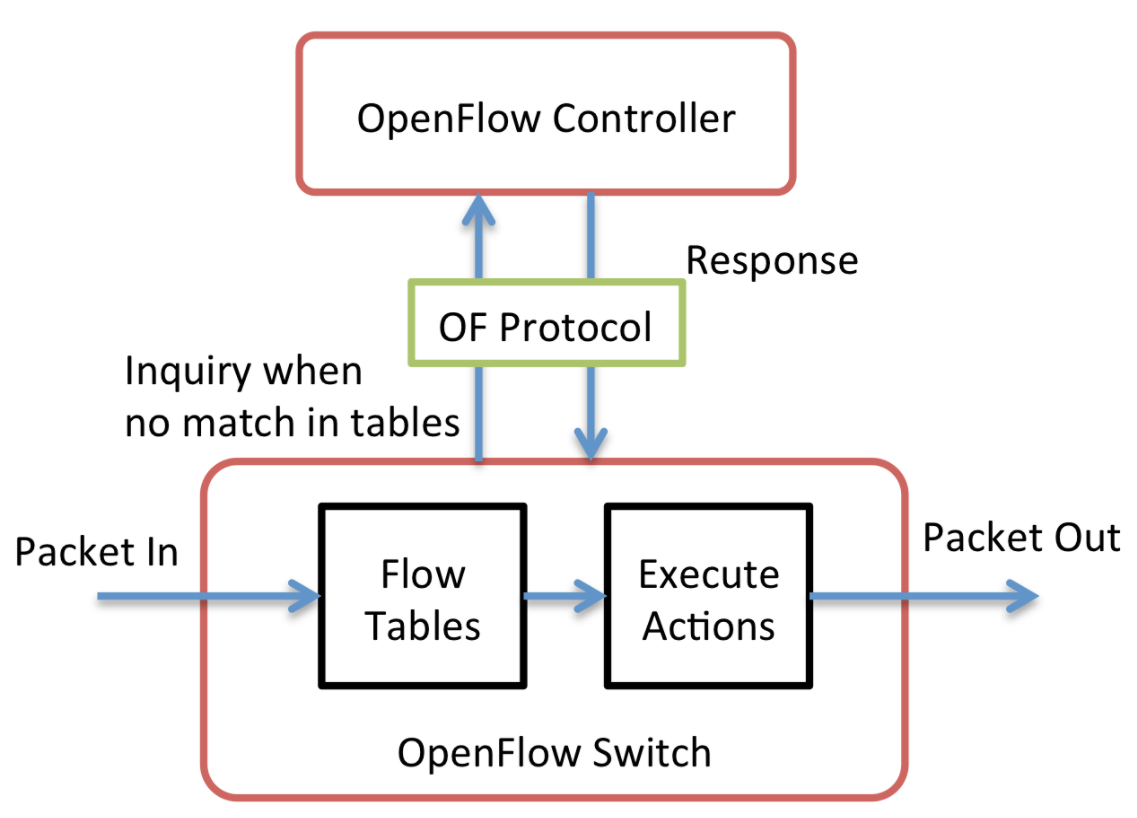 OpenFlow Controller
Response
OF Protocol
Inquiry when
no match in tables
Packet In
Flow
Tables
Execute
Actions
Packet Out
OpenFlow Switch